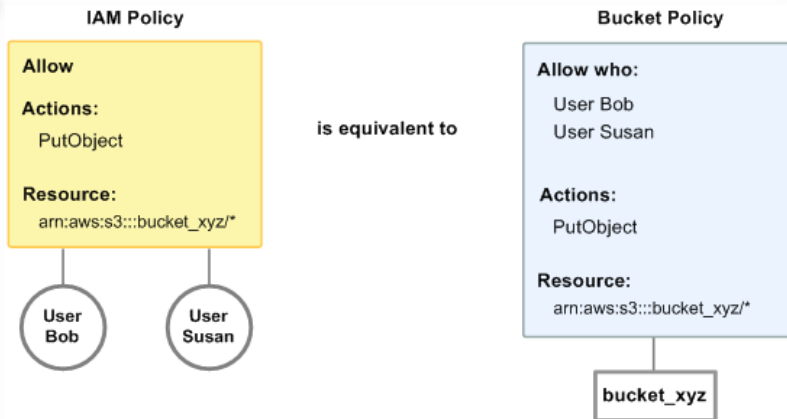 IAM Policy
Allow
Actions:
PutObject
Resource:
arn:aws:s3:::bucket_xyz/*
User
Bob
User
Susan
is equivalent to
Bucket Policy
Allow who:
User Bob
User Susan
Actions:
PutObject
Resource:
arn:aws:s3:::bucket_xyz/*
bucket_xyz